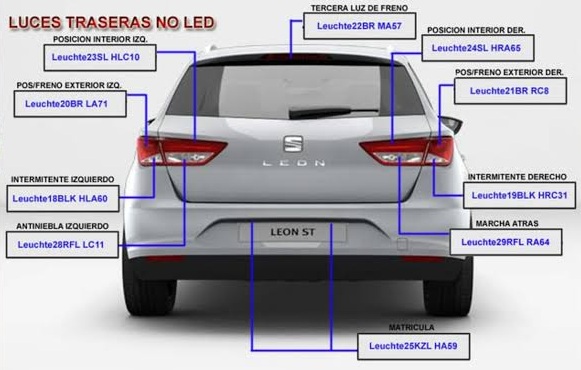 LUCES TRASERAS NO LED
TERCERA LUZ DE FRENO
Leuchte22BR MA57
POSICION INTERIOR IZQ.
Leuchte23SL HLC10
POSICION INTERIOR DER.
Leuchte24SL HRA65
POS/FRENO EXTERIOR IZQ.
Leuchte20BR LA71
POS/FRENO EXTERIOR DER.
Leuchte21BR RC8
LEON
INTERMITENTE IZQUIERDO
Leuchte18BLK HLA60
INTERMITENTE DERECHO
Leuchte19BLK HRC31
ANTINIEBLA IZQUIERDO
Leuchte28RFL LC11
LEON ST
MARCHA ATRAS
Leuchte29RFL RA64
MATRICULA
Leuchte25KZL HA59